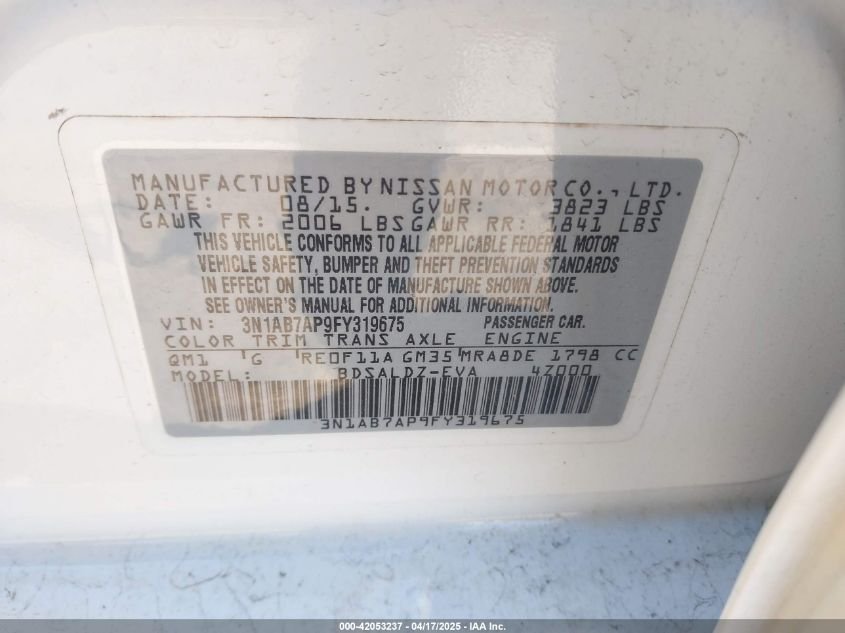 MANUFACTURED BY NISSAN MOTOR CO., LTD.
DATE: 08/15. GVWR: 3823 LBS
GAWR FR: 2006 LBS GAWR RR: 1841 LBS
THIS VEHICLE CONFORMS TO ALL APPLICABLE FEDERAL MOTOR
VEHICLE SAFETY, BUMPER AND THEFT PREVENTION STANDARDS
IN EFFECT ON THE DATE OF MANUFACTURE SHOWN ABOVE.
SEE OWNER'S MANUAL FOR ADDITIONAL INFORMATION.
VIN: 3N1AB7AP9FY319675 PASSENGER CAR.
COLOR TRIM TRANS AXLE ENGINE
QM1 G RE0F11A GM35 MRA8DE 1798 CC
MODEL: BDSALDZ-EVA 4Z000
3N1AB7AP9FY319675
000-42053237 - 04/17/2025 - IAA Inc.